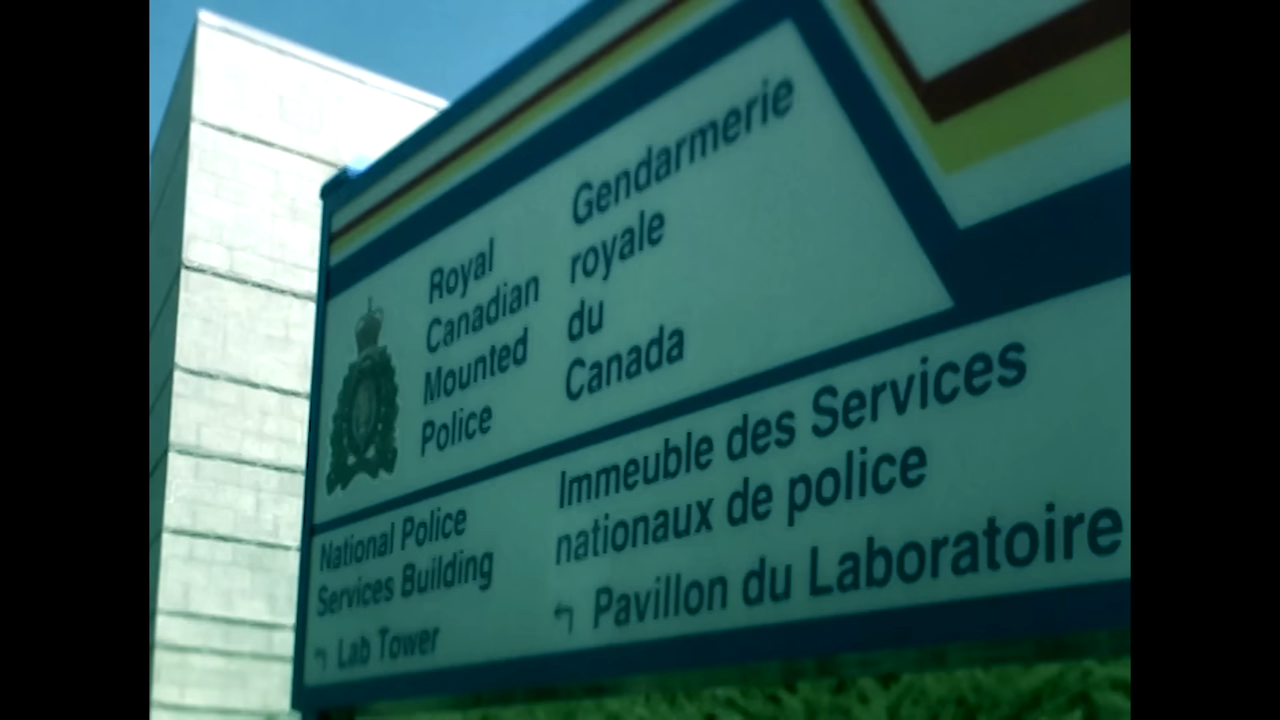 Royal
Canadian
Mounted
Police
Gendarmerie
royale
du
Canada
National Police
Services Building
Lab Tower
Immeuble des Services
nationaux de police
Pavillon du Laboratoire